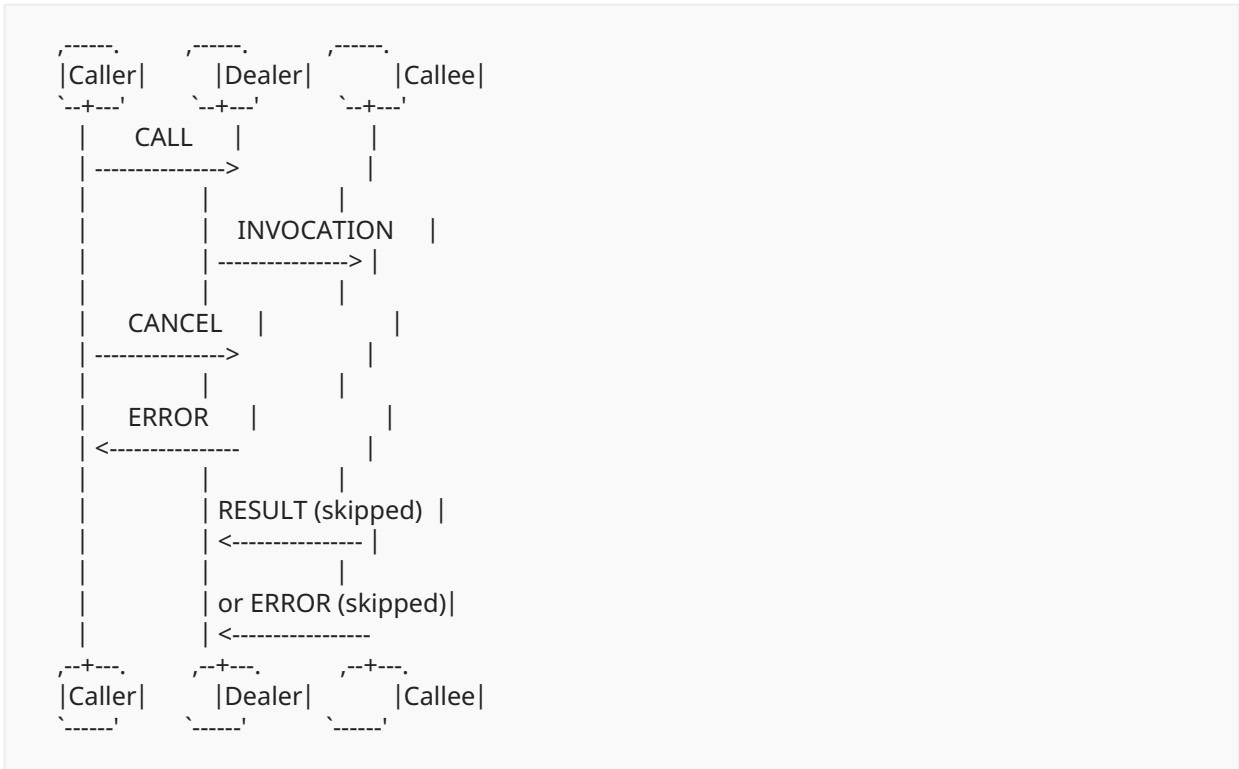 ,------.          ,------.            ,------.
|Caller|          |Dealer|            |Callee|
`--+---'          `--+---'            `--+---'
|       CALL      |                   |
| ---------------->                   |
|                 |                   |
|                 |    INVOCATION     |
|                 | ----------------> |
|                 |                   |
|      CANCEL     |                   |
| ---------------->                   |
|                 |                   |
|      ERROR      |                   |
| <----------------                   |
|                 |                   |
|                 | RESULT (skipped)  |
|                 | <---------------- |
|                 |                   |
|                 | or ERROR (skipped)|
|                 | <-----------------
,--+---.          ,--+---.            ,--+---.
|Caller|          |Dealer|            |Callee|
`------'          `------'            `------'